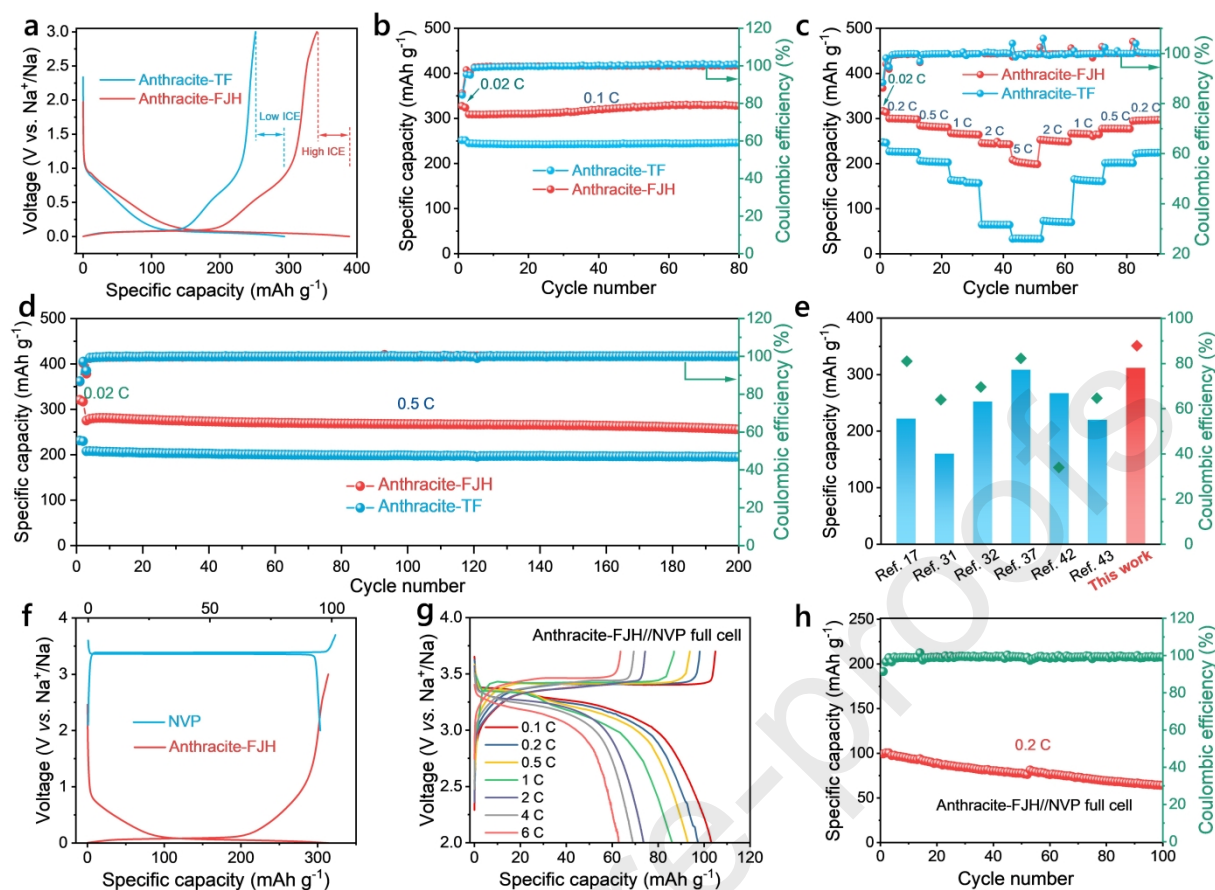 a
Voltage (V vs. Na⁺/Na)
3.0
2.5
2.0
1.5
1.0
0.5
0.0
Anthracite-TF
Anthracite-FJH
Low ICE
High ICE
0 100 200 300 400
Specific capacity (mAh g⁻¹)
b
Specific capacity (mAh g⁻¹)
500
400
300
200
100
0
0.02 C
0.1 C
Anthracite-TF
Anthracite-FJH
120
100
80
60
40
20
0
Coulombic efficiency (%)
0 20 40 60 80
Cycle number
c
Specific capacity (mAh g⁻¹)
500
400
300
200
100
0
Anthracite-FJH
Anthracite-TF
0.02 C
0.2 C
0.5 C
1 C
2 C
5 C
2 C
1 C
0.5 C
0.2 C
100
80
60
40
20
Coulombic efficiency (%)
0 20 40 60 80
Cycle number
d
Specific capacity (mAh g⁻¹)
500
400
300
200
100
0
0.02 C
0.5 C
Anthracite-FJH
Anthracite-TF
120
100
80
60
40
20
0
Coulombic efficiency (%)
0 20 40 60 80 100 120 140 160 180 200
Cycle number
e
Specific capacity (mAh g⁻¹)
400
350
300
250
200
150
100
50
0
100
80
60
40
20
0
Coulombic efficiency (%)
Ref. 17
Ref. 31
Ref. 32
Ref. 37
Ref. 42
Ref. 43
This work
f
0 50 100
Voltage (V vs. Na⁺/Na)
4
3
2
1
0
NVP
Anthracite-FJH
0 100 200 300
Specific capacity (mAh g⁻¹)
g
Voltage (V vs. Na⁺/Na)
4.0
3.5
3.0
2.5
2.0
Anthracite-FJH//NVP full cell
0.1 C
0.2 C
0.5 C
1 C
2 C
4 C
6 C
0 20 40 60 80 100 120
Specific capacity (mAh g⁻¹)
h
Specific capacity (mAh g⁻¹)
250
200
150
100
50
0
0.2 C
Anthracite-FJH//NVP full cell
120
100
80
60
40
20
0
Coulombic efficiency (%)
0 20 40 60 80 100
Cycle number
re-proofs